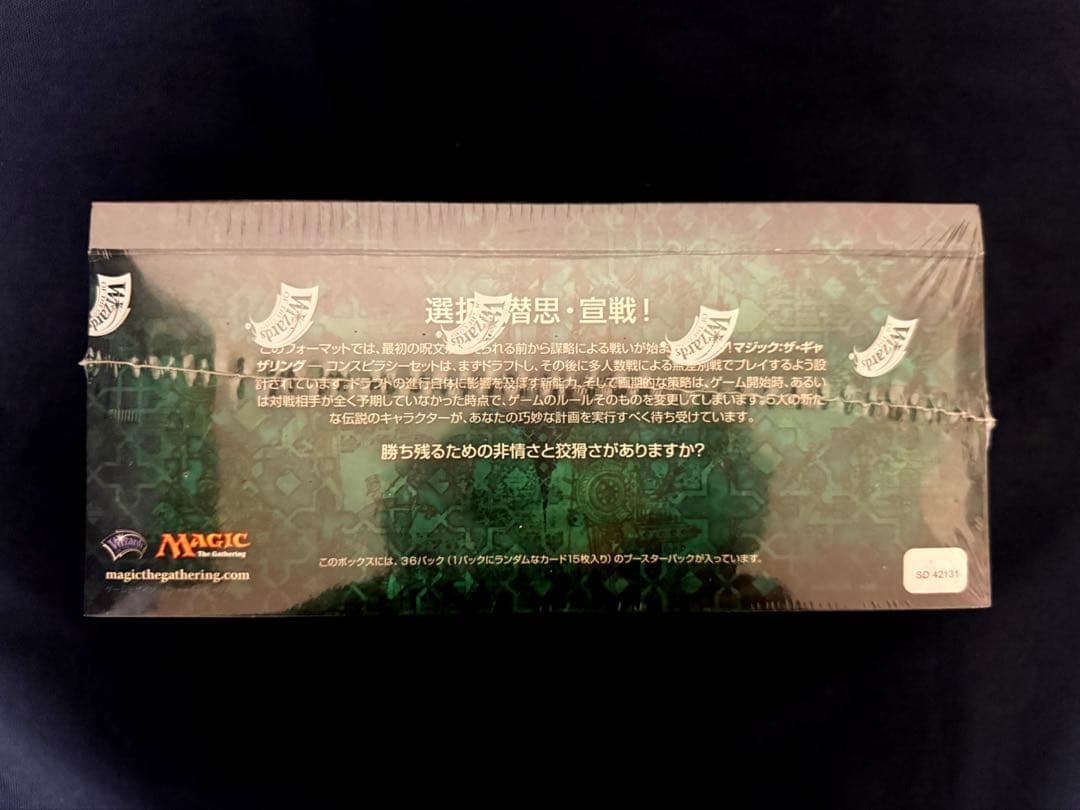 選択・潜思・宣戦!
このフォーマットでは、最初の呪文が れる前から謀略による戦いが始ま !マジック:ザ・ギャ
ザリング ― コンスピラシーセットは、まずドラフトし、その後に多人数戦による無差別戦でプレイするよう設
計されています。ドラフトの進行自体に影響を及ぼす新能力、そして画期的な策略は、ゲーム開始時、あるい
は対戦相手が全く予期していなかった時点で、ゲームのルールそのものを変更してしまいます。5大の新た
な伝説のキャラクターが、あなたの巧妙な計画を実行すべく待ち受けています。
勝ち残るための非情さと狡猾さがありますか?
Wizards
Wizards
Wizards
Wizards
Wizards
Wizards
MAGIC
The Gathering
magicthegathering.com
このボックスには、36パック(1パックにランダムなカード15枚入り)のブースターパックが入っています。
SD 42131